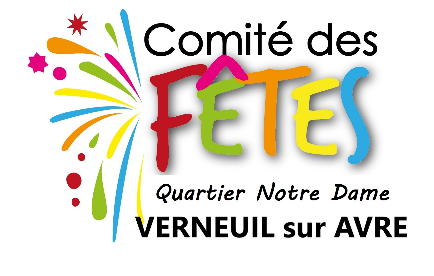 Comité des
FÊTES
Quartier Notre Dame
VERNEUIL sur AVRE